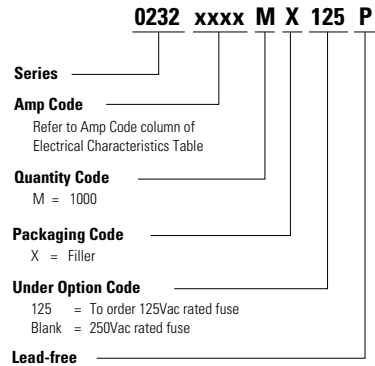 0232 xxxx M X 125 P
Series
Amp Code
Refer to Amp Code column of
Electrical Characteristics Table
Quantity Code
M = 1000
Packaging Code
X = Filler
Under Option Code
125 = To order 125Vac rated fuse
Blank = 250Vac rated fuse
Lead-free